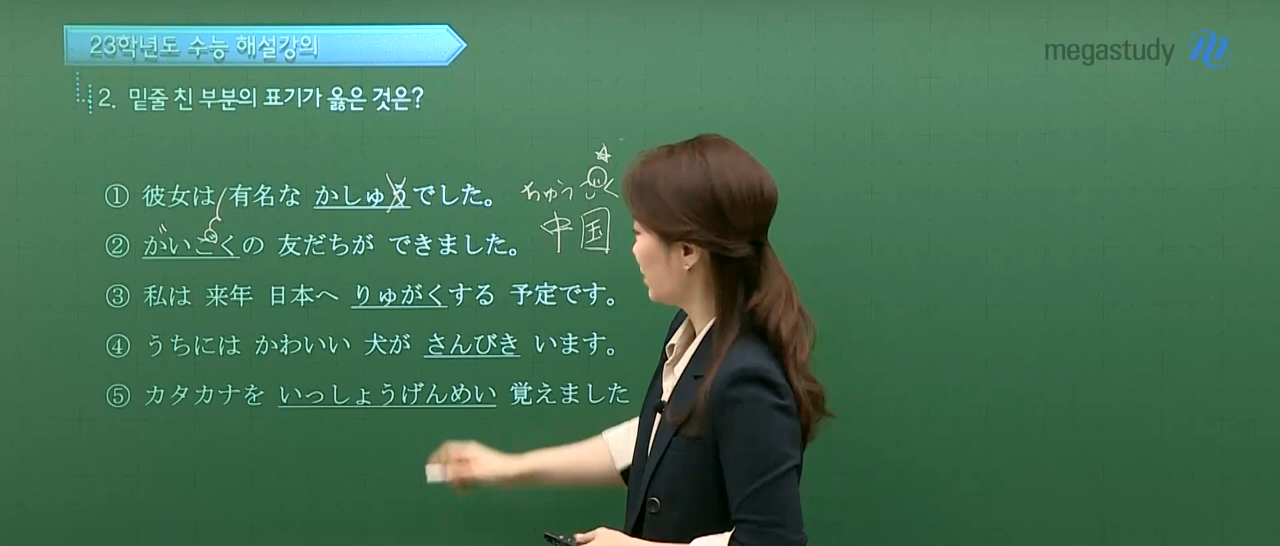 23학년도 수능 해설강의
megastudy
2. 밑줄 친 부분의 표기가 옳은 것은?
① 彼女は 有名な かしゅうでした。
ちゅうごく
② がいこくの 友だちが できました。
中国
③ 私は 来年 日本へ りゅがくする 予定です。
④ うちには かわいい 犬が さんびき います。
⑤ カタカナを いっしょうげんめい 覚えました